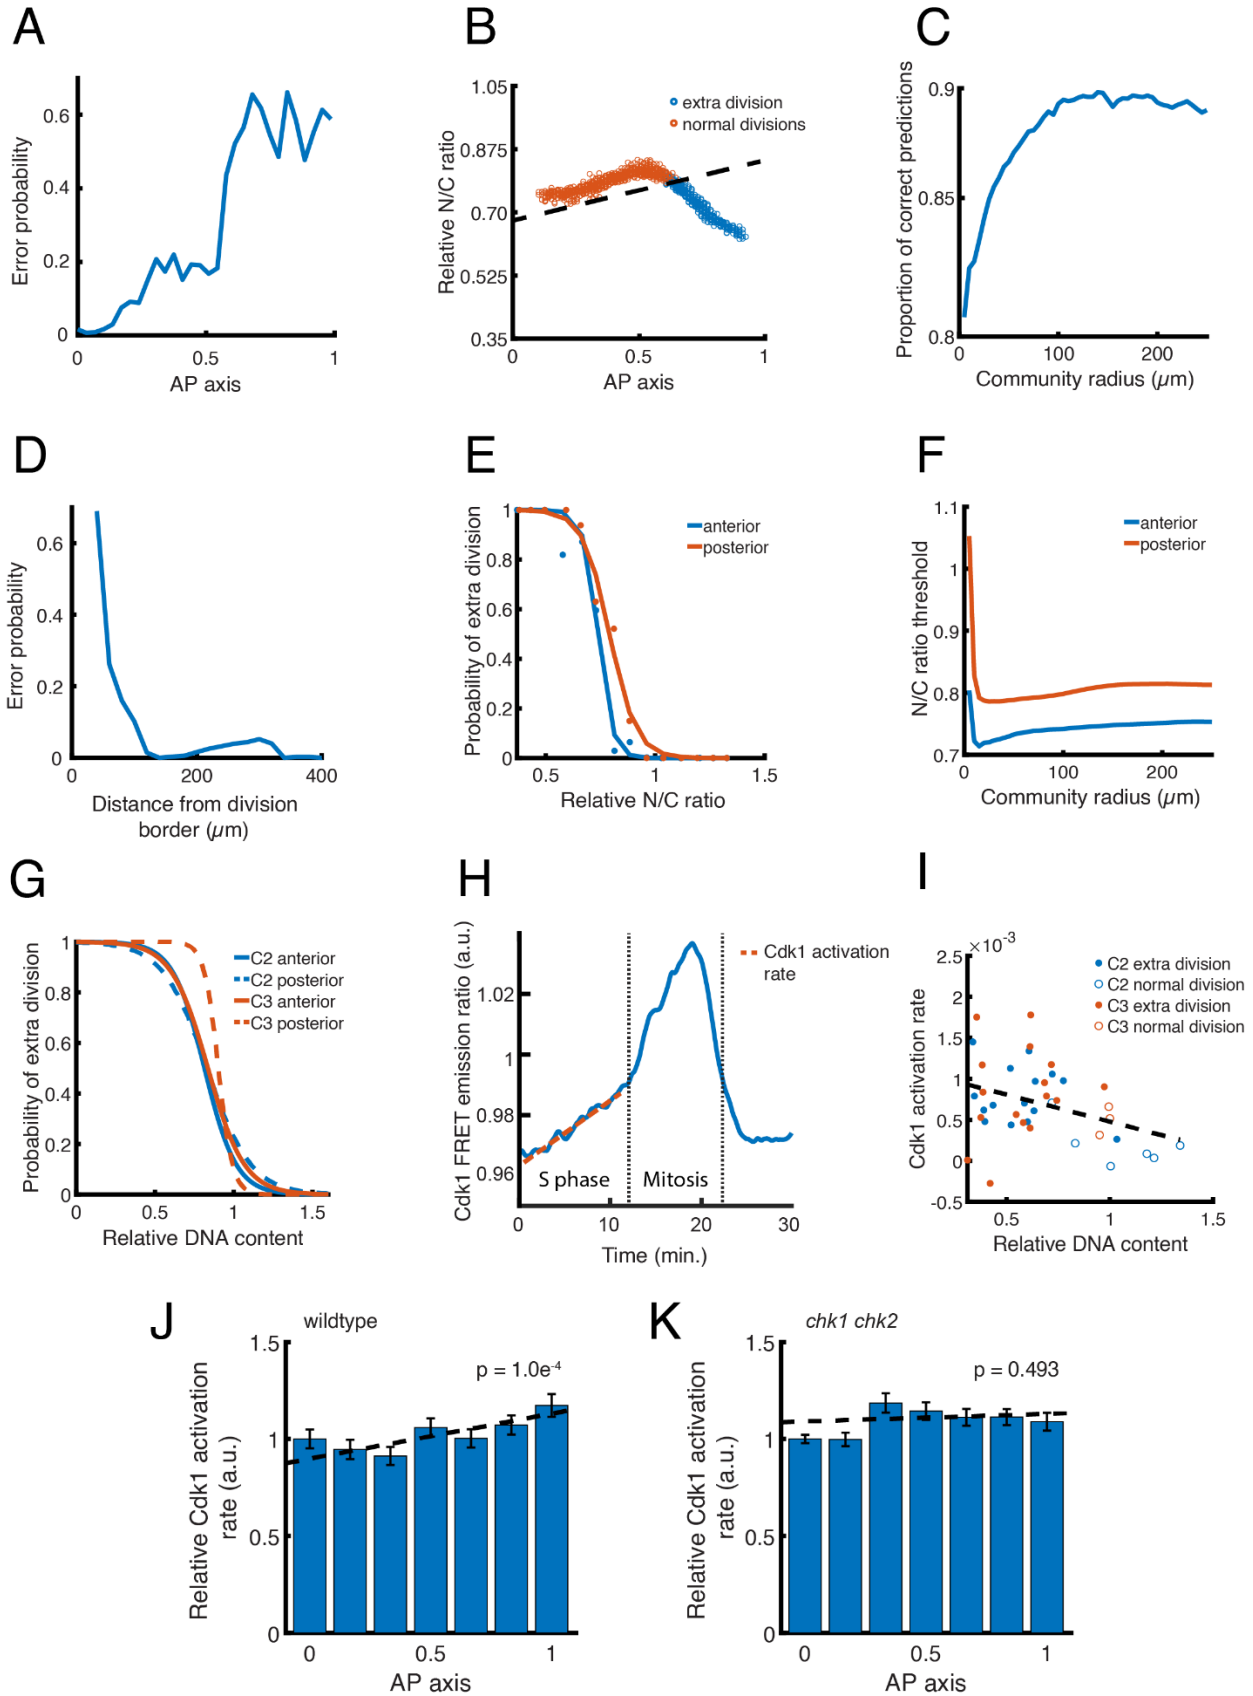 A
Error probability
0.6
0.4
0.2
0
0
0.5
1
AP axis
B
Relative N/C ratio
1.05
0.875
0.70
0.525
0.35
extra division
normal divisions
0
0.5
1
AP axis
C
Proportion of correct predictions
0.9
0.85
0.8
0
100
200
Community radius (µm)
D
Error probability
0.6
0.4
0.2
0
0
200
400
Distance from division
border (µm)
E
Probability of extra division
1
0.8
0.6
0.4
0.2
0
anterior
posterior
0.5
1
1.5
Relative N/C ratio
F
N/C ratio threshold
1.1
1
0.9
0.8
0.7
anterior
posterior
0
100
200
Community radius (µm)
G
Probability of extra division
1
0.8
0.6
0.4
0.2
0
C2 anterior
C2 posterior
C3 anterior
C3 posterior
0
0.5
1
1.5
Relative DNA content
H
Cdk1 FRET emission ratio (a.u.)
1.02
1
0.98
0.96
Cdk1 activation
rate
S phase
Mitosis
0
10
20
30
Time (min.)
I
Cdk1 activation rate
×10⁻³
2.5
2
1.5
1
0.5
0
-0.5
C2 extra division
C2 normal division
C3 extra division
C3 normal division
0.5
1
1.5
Relative DNA content
J
wildtype
Relative Cdk1 activation
rate (a.u.)
1.5
1
0.5
0
p = 1.0e⁻⁴
0
0.5
1
AP axis
K
chk1 chk2
Relative Cdk1 activation
rate (a.u.)
1.5
1
0.5
0
p = 0.493
0
0.5
1
AP axis